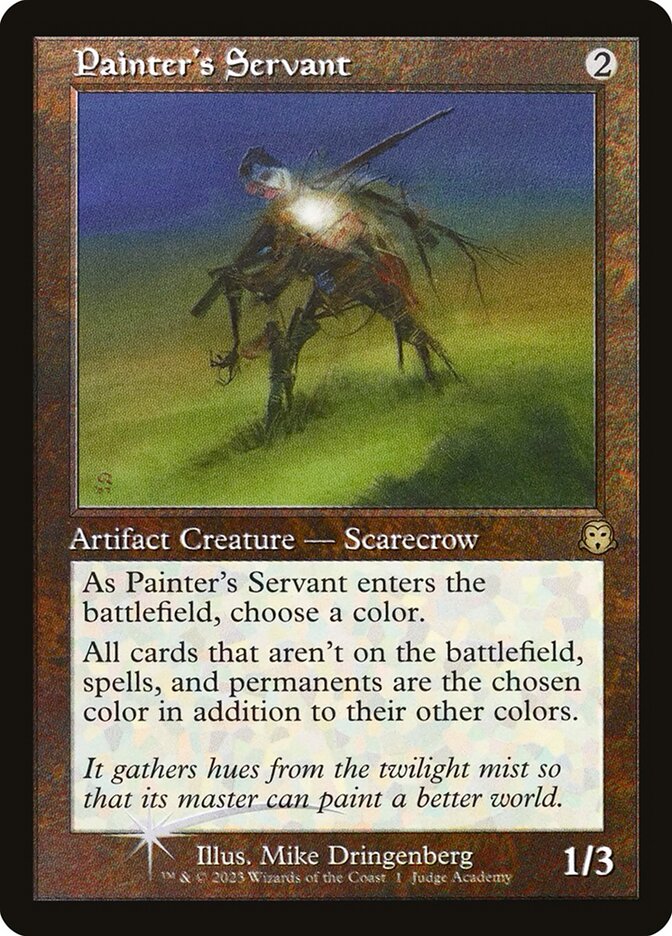 Painter's Servant 2
Artifact Creature — Scarecrow
As Painter's Servant enters the
battlefield, choose a color.
All cards that aren't on the battlefield,
spells, and permanents are the chosen
color in addition to their other colors.
It gathers hues from the twilight mist so
that its master can paint a better world.
Illus. Mike Dringenberg
1/3
™ & © 2023 Wizards of the Coast 1 Judge Academy